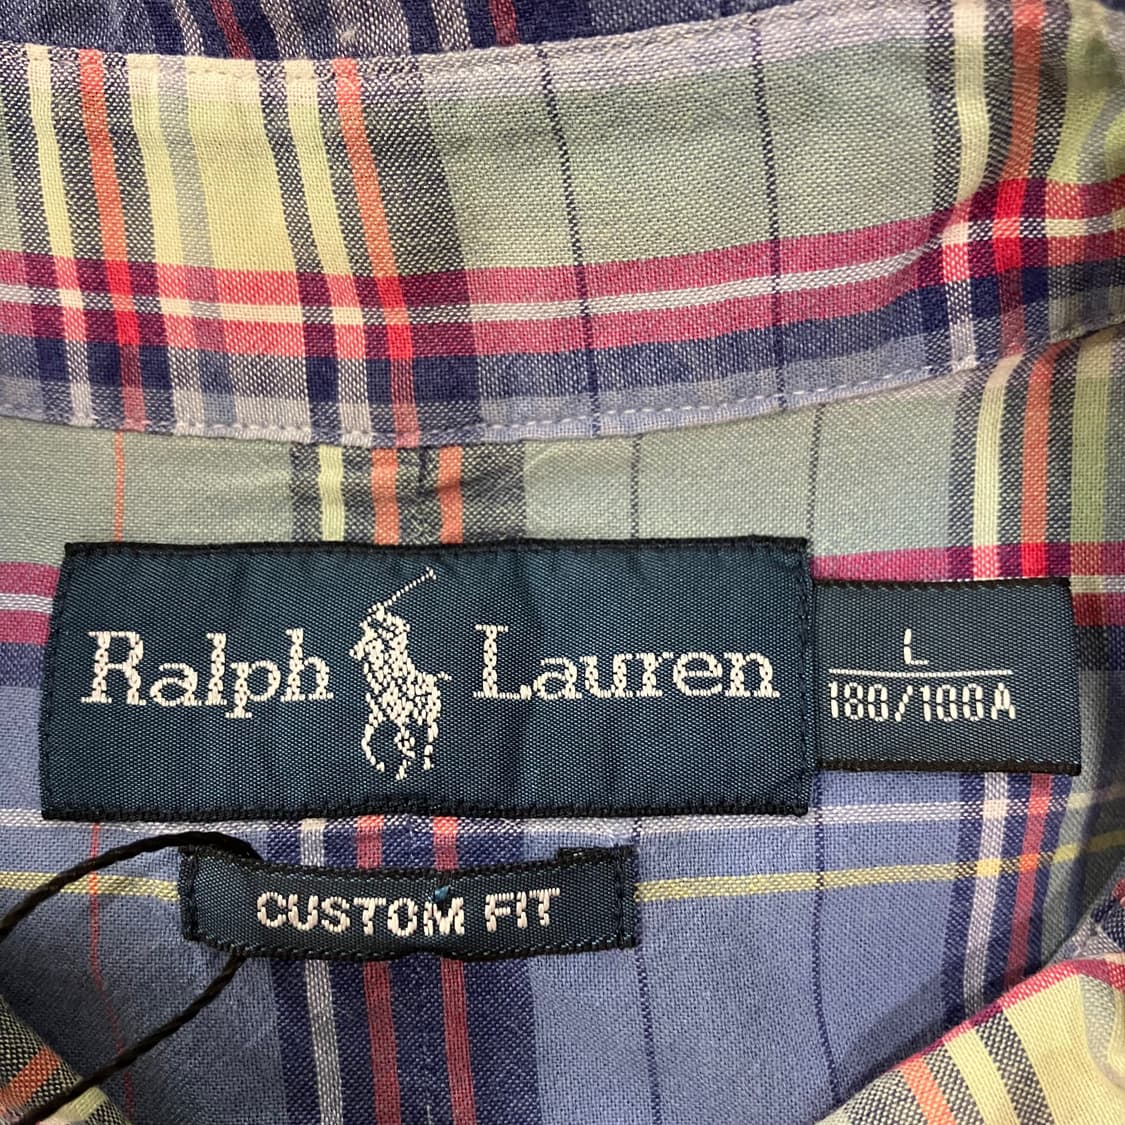 Ralph Lauren
L
180/100A
CUSTOM FIT